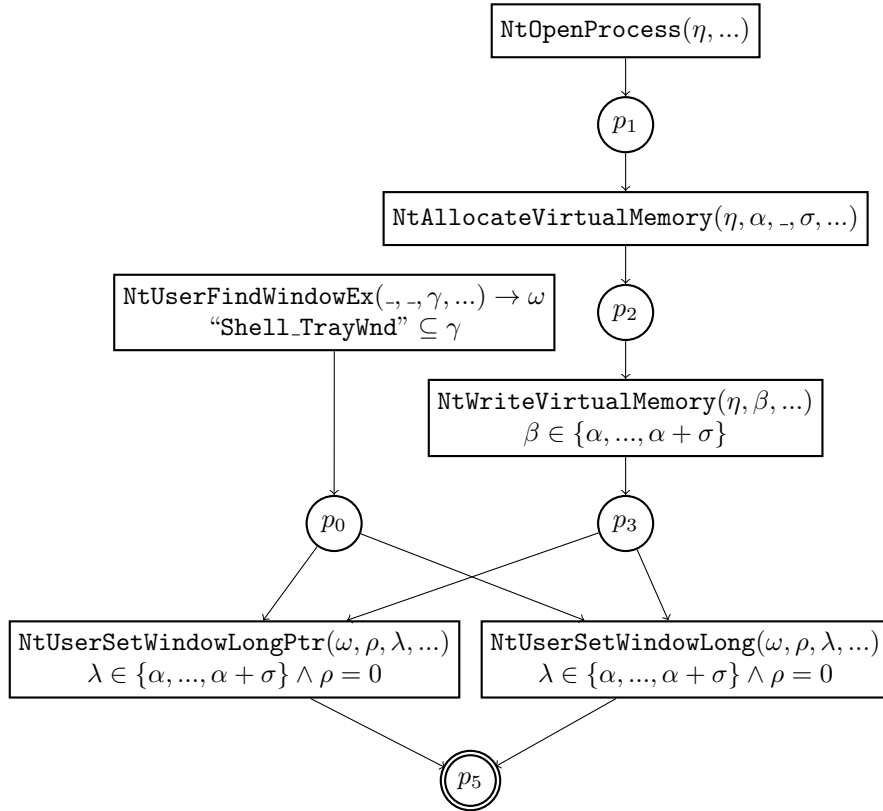 NtOpenProcess(η, ...)
p₁
NtAllocateVirtualMemory(η, α, _, σ, ...)
NtUserFindWindowEx(_, _, γ, ...) → ω
“Shell_TrayWnd” ⊆ γ
p₂
NtWriteVirtualMemory(η, β, ...)
β ∈ {α, ..., α + σ}
p₀
p₃
NtUserSetWindowLongPtr(ω, ρ, λ, ...)
λ ∈ {α, ..., α + σ} ∧ ρ = 0
NtUserSetWindowLong(ω, ρ, λ, ...)
λ ∈ {α, ..., α + σ} ∧ ρ = 0
p₅